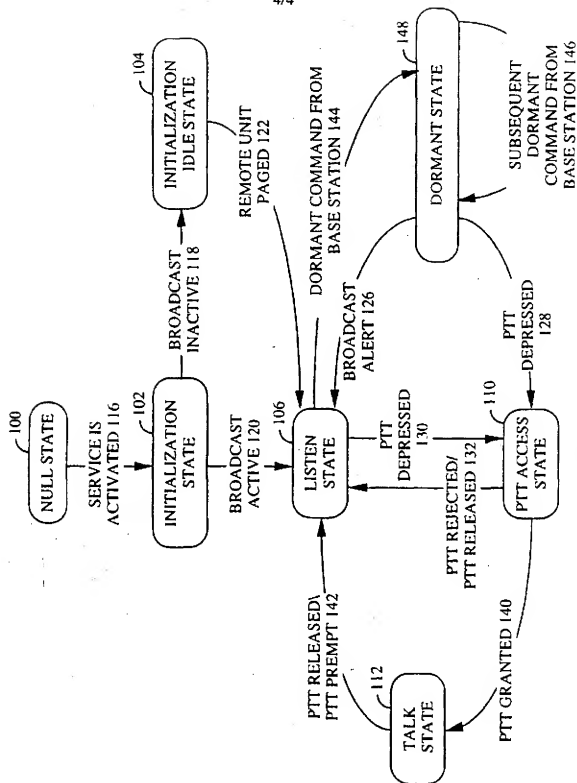 4/4
100
NULL STATE
SERVICE IS
ACTIVATED 116
102
INITIALIZATION
STATE
BROADCAST
INACTIVE 118
104
INITIALIZATION
IDLE STATE
BROADCAST
ACTIVE 120
REMOTE UNIT
PAGED 122
106
LISTEN
STATE
DORMANT COMMAND FROM
BASE STATION 144
148
DORMANT STATE
SUBSEQUENT
DORMANT
COMMAND FROM
BASE STATION 146
BROADCAST
ALERT 126
PTT
DEPRESSED
128
PTT
DEPRESSED
130
PTT REJECTED/
PTT RELEASED 132
110
PTT ACCESS
STATE
PTT RELEASED\
PTT PREMPT 142
112
TALK
STATE
PTT GRANTED 140